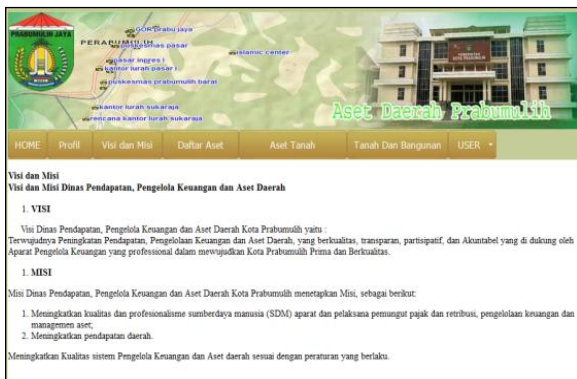 PRABUMULIH JAYA
GOR prabu jaya
PERABUMULIH
puskesmas pasar
islamic center
pasar inpres I
kantor lurah pasar I
puskesmas prabumulih barat
kantor lurah sukaraja
rencana kantor lurah sukaraja
Aset Daerah Prabumulih
HOME Profil Visi dan Misi Daftar Aset Aset Tanah Tanah Dan Bangunan USER
Visi dan Misi
Visi dan Misi Dinas Pendapatan, Pengelola Keuangan dan Aset Daerah
1. VISI
Visi Dinas Pendapatan, Pengelola Keuangan dan Aset Daerah Kota Prabumulih yaitu :
Terwujudnya Peningkatan Pendapatan, Pengelolaan Keuangan dan Aset Daerah, yang berkualitas, transparan, partisipatif, dan Akuntabel yang di dukung oleh
Aparat Pengelola Keuangan yang professional dalam mewujudkan Kota Prabumulih Prima dan Berkualitas.
1. MISI
Misi Dinas Pendapatan, Pengelola Keuangan dan Aset Daerah Kota Prabumulih menetapkan Misi, sebagai berikut:
1. Meningkatkan kualitas dan profesionalisme sumberdaya manusia (SDM) aparat dan pelaksana pemungut pajak dan retribusi, pengelolaan keuangan dan
managemen aset;
2. Meningkatkan pendapatan daerah.
Meningkatkan Kualitas sistem Pengelola Keuangan dan Aset daerah sesuai dengan peraturan yang berlaku.